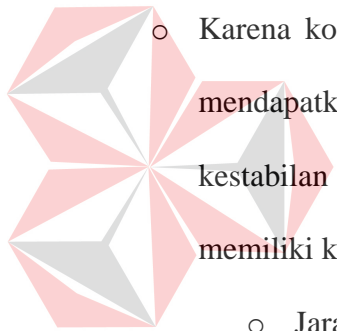 ○ Karena ko
mendapatk
kestabilan
memiliki k
○ Jara